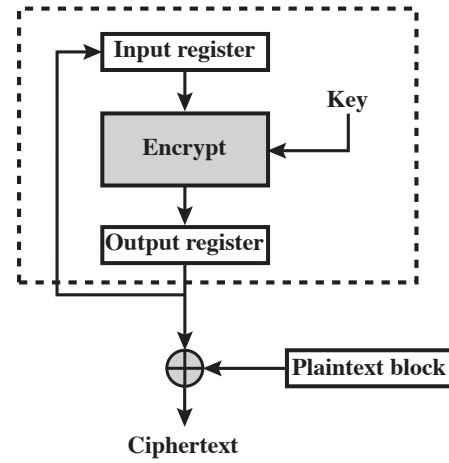 Input register
Key
Encrypt
Output register
Plaintext block
Ciphertext